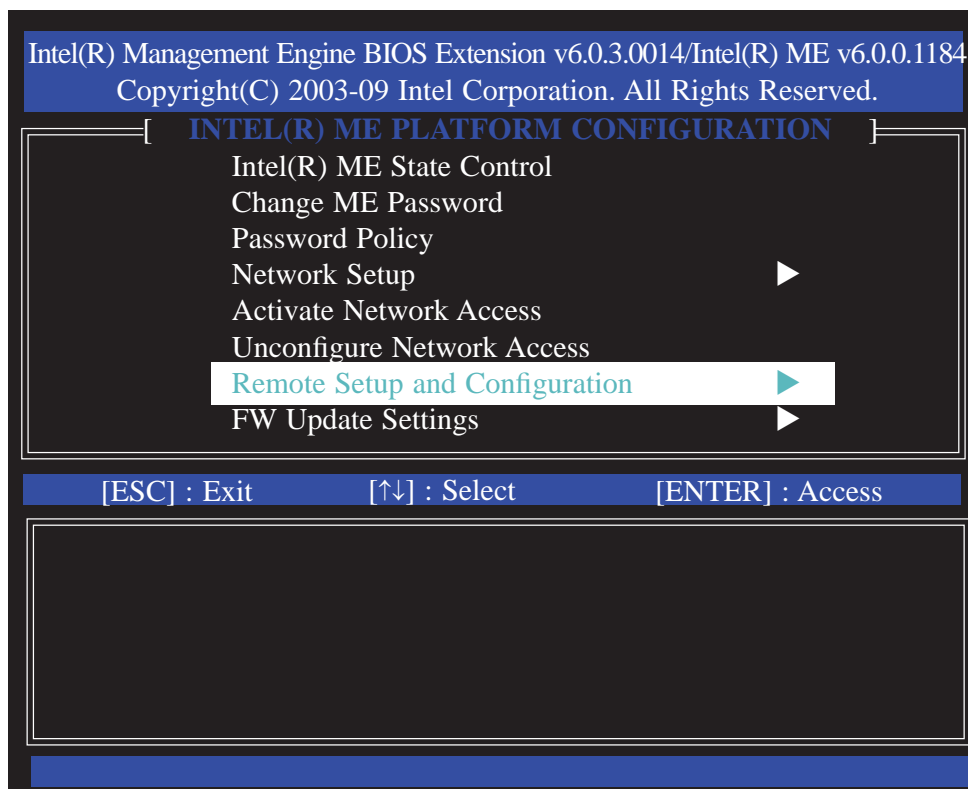 Intel(R) Management Engine BIOS Extension v6.0.3.0014/Intel(R) ME v6.0.0.1184
Copyright(C) 2003-09 Intel Corporation. All Rights Reserved.
[ INTEL(R) ME PLATFORM CONFIGURATION ]
Intel(R) ME State Control
Change ME Password
Password Policy
Network Setup ▶
Activate Network Access
Unconfigure Network Access
Remote Setup and Configuration ▶
FW Update Settings ▶
[ESC] : Exit [↑↓] : Select [ENTER] : Access